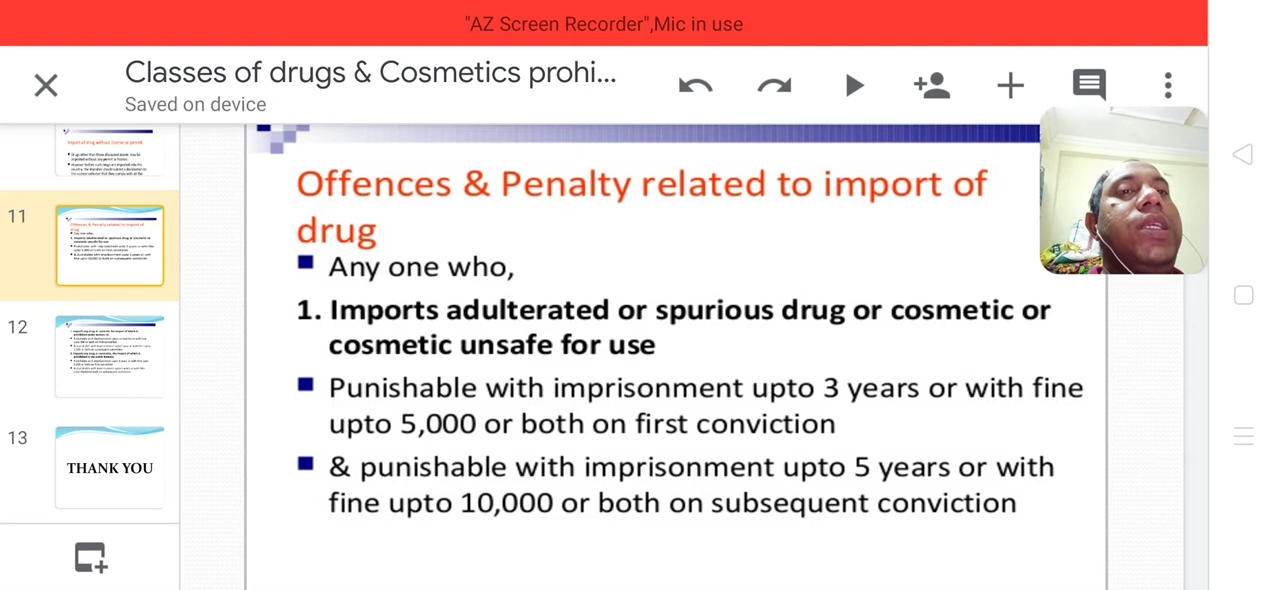 "AZ Screen Recorder",Mic in use
Classes of drugs & Cosmetics prohi...
Saved on device
11
12
13
THANK YOU
Offences & Penalty related to import of
drug
Any one who,
1. Imports adulterated or spurious drug or cosmetic or
cosmetic unsafe for use
Punishable with imprisonment upto 3 years or with fine
upto 5,000 or both on first conviction
& punishable with imprisonment upto 5 years or with
fine upto 10,000 or both on subsequent conviction